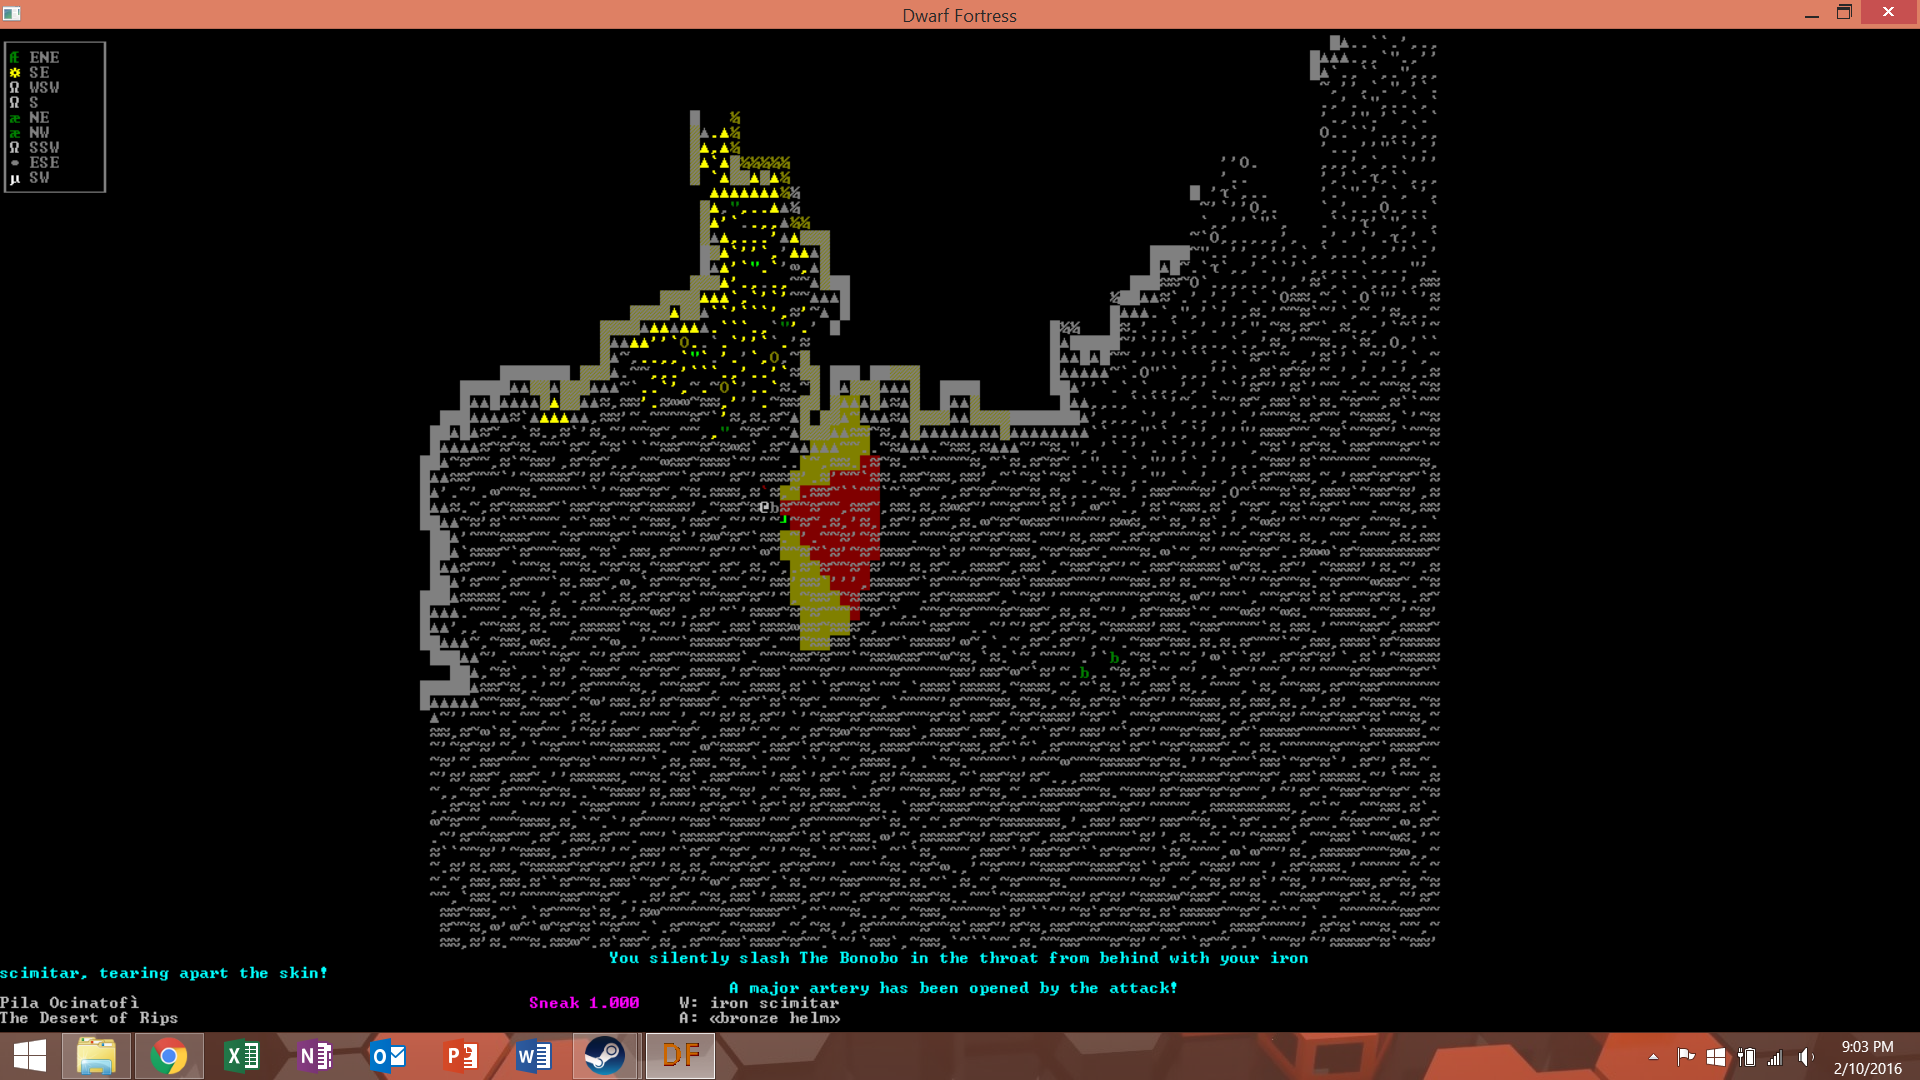 Dwarf Fortress
Æ ENE
☼ SE
Ω WSW
Ω S
æ NE
æ NW
Ω SSW
• ESE
µ SW
You silently slash The Bonobo in the throat from behind with your iron
scimitar, tearing apart the skin!
A major artery has been opened by the attack!
Pila Ocinatofì
Sneak 1.000
W: iron scimitar
The Desert of Rips
A: «bronze helm»
DF
9:03 PM
2/10/2016